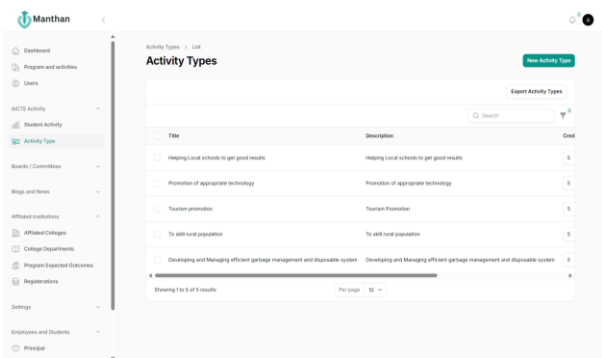 Manthan
A
Dashboard
Program and activities
Users
AICTE Activity
Student Activity
Activity Type
Boards / Committees
Blogs and News
Affiliated Institutions
Affiliated Colleges
College Departments
Program Expected Outcomes
Registerations
Settings
Employees and Students
Principal
Activity Types > List
Activity Types
New Activity Type
Export Activity Types
Search
0
Title Description Cred
Helping Local schools to get good results Helping Local schools to get good results 5
Promotion of appropriate technology Promotion of appropriate technology 5
Tourism promotion Tourism Promotion 5
To skill rural population To skill rural population 5
Developing and Managing efficient garbage management and disposable system Developing and Managing efficient garbage management and disposable system 5
Showing 1 to 5 of 5 results Per page 10